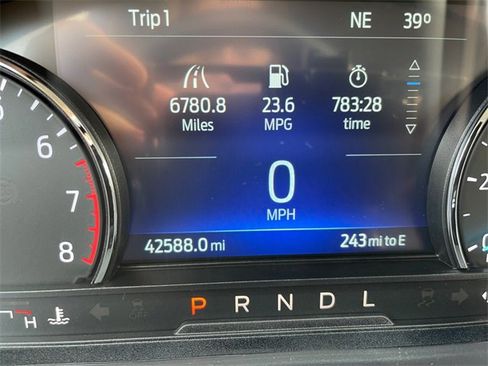 Trip 1 NE 39°
6780.8 23.6 783:28
Miles MPG time
6
7
8
0
MPH
42588.0 mi 243 mi to E
P R N D L
H
OFF